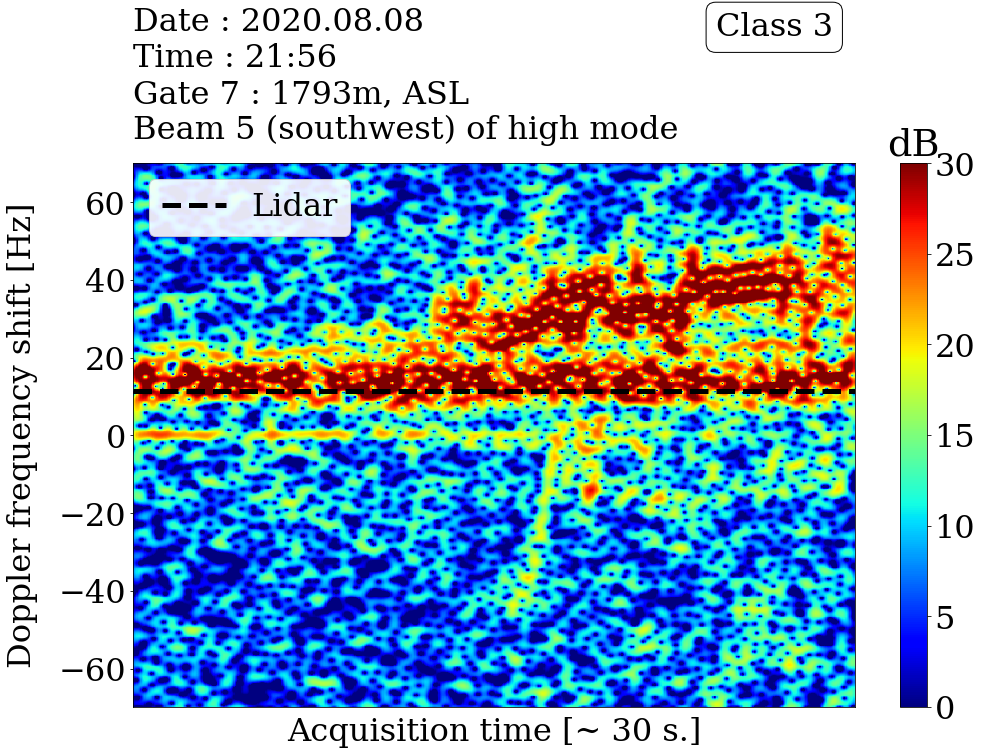 Date : 2020.08.08
Time : 21:56
Gate 7 : 1793m, ASL
Beam 5 (southwest) of high mode
Class 3
dB
Lidar
Doppler frequency shift [Hz]
60
40
20
0
−20
−40
−60
Acquisition time [~ 30 s.]
30
25
20
15
10
5
0